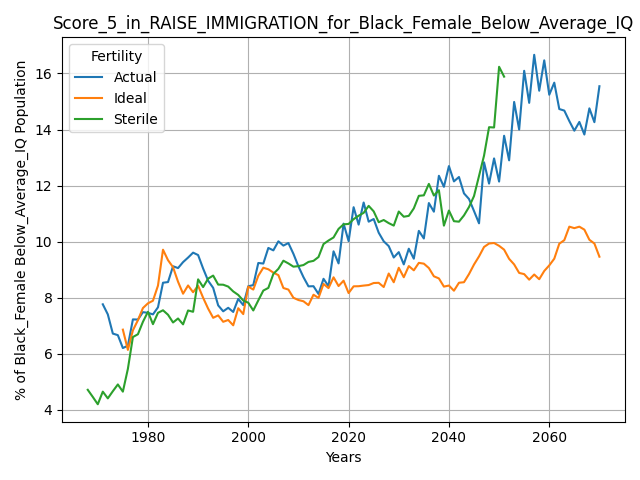 Score_5_in_RAISE_IMMIGRATION_for_Black_Female_Below_Average_IQ
Fertility
Actual
Ideal
Sterile
% of Black_Female Below_Average_IQ Population
16
14
12
10
8
6
4
1980 2000 2020 2040 2060
Years